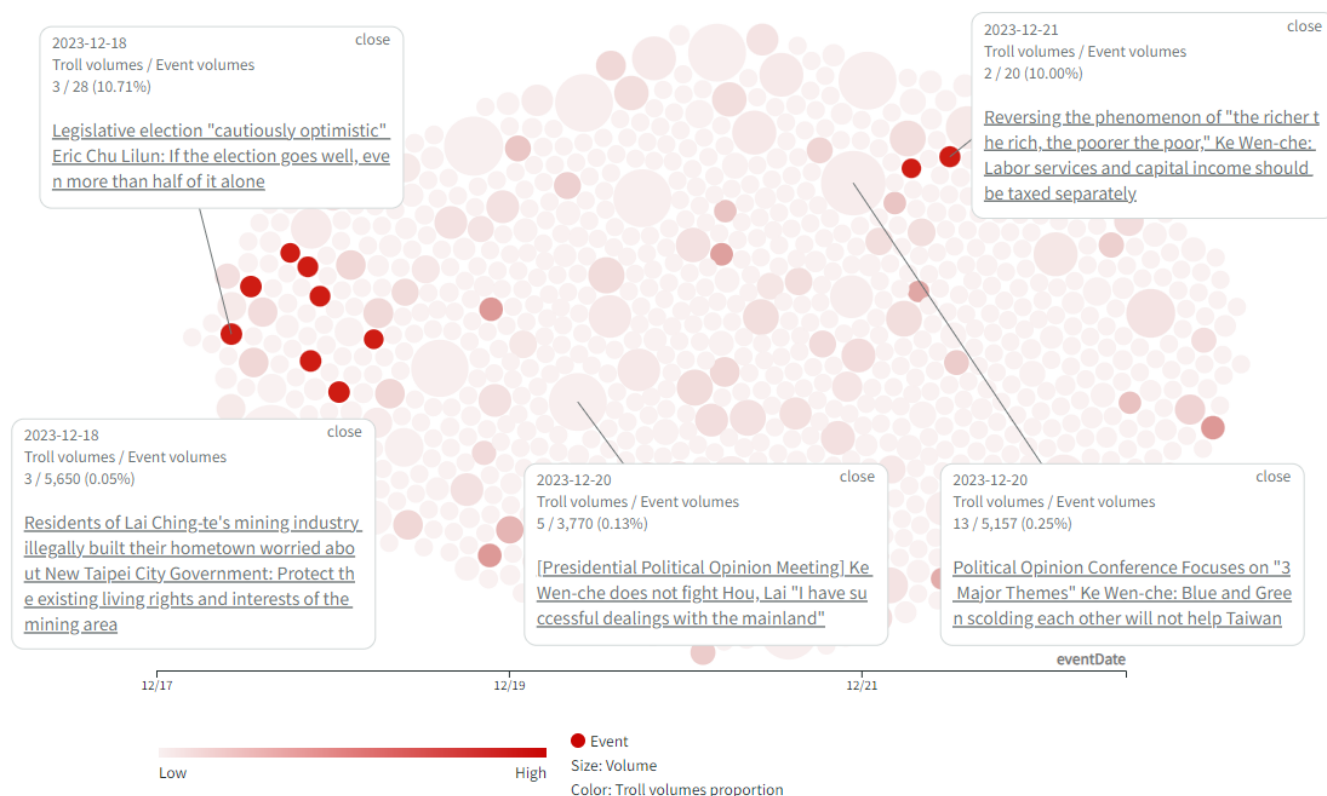 2023-12-18
close
Troll volumes / Event volumes
3 / 28 (10.71%)
Legislative election "cautiously optimistic"
Eric Chu Lilun: If the election goes well, eve
n more than half of it alone
2023-12-21
close
Troll volumes / Event volumes
2 / 20 (10.00%)
Reversing the phenomenon of "the richer t
he rich, the poorer the poor," Ke Wen-che:
Labor services and capital income should
be taxed separately
2023-12-18
close
Troll volumes / Event volumes
3 / 5,650 (0.05%)
Residents of Lai Ching-te's mining industry
illegally built their hometown worried abo
ut New Taipei City Government: Protect th
e existing living rights and interests of the
mining area
2023-12-20
close
Troll volumes / Event volumes
5 / 3,770 (0.13%)
[Presidential Political Opinion Meeting] Ke
Wen-che does not fight Hou, Lai "I have su
ccessful dealings with the mainland"
2023-12-20
close
Troll volumes / Event volumes
13 / 5,157 (0.25%)
Political Opinion Conference Focuses on "3
Major Themes" Ke Wen-che: Blue and Gree
n scolding each other will not help Taiwan
eventDate
12/17
12/19
12/21
Low
High
Event
Size: Volume
Color: Troll volumes proportion